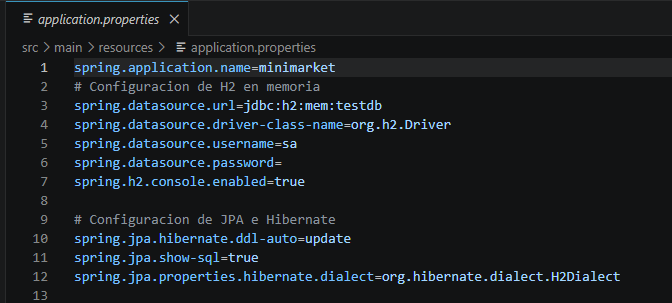 application.properties ×
src > main > resources > application.properties
1 spring.application.name=minimarket
2 # Configuracion de H2 en memoria
3 spring.datasource.url=jdbc:h2:mem:testdb
4 spring.datasource.driver-class-name=org.h2.Driver
5 spring.datasource.username=sa
6 spring.datasource.password=
7 spring.h2.console.enabled=true
8
9 # Configuracion de JPA e Hibernate
10 spring.jpa.hibernate.ddl-auto=update
11 spring.jpa.show-sql=true
12 spring.jpa.properties.hibernate.dialect=org.hibernate.dialect.H2Dialect
13